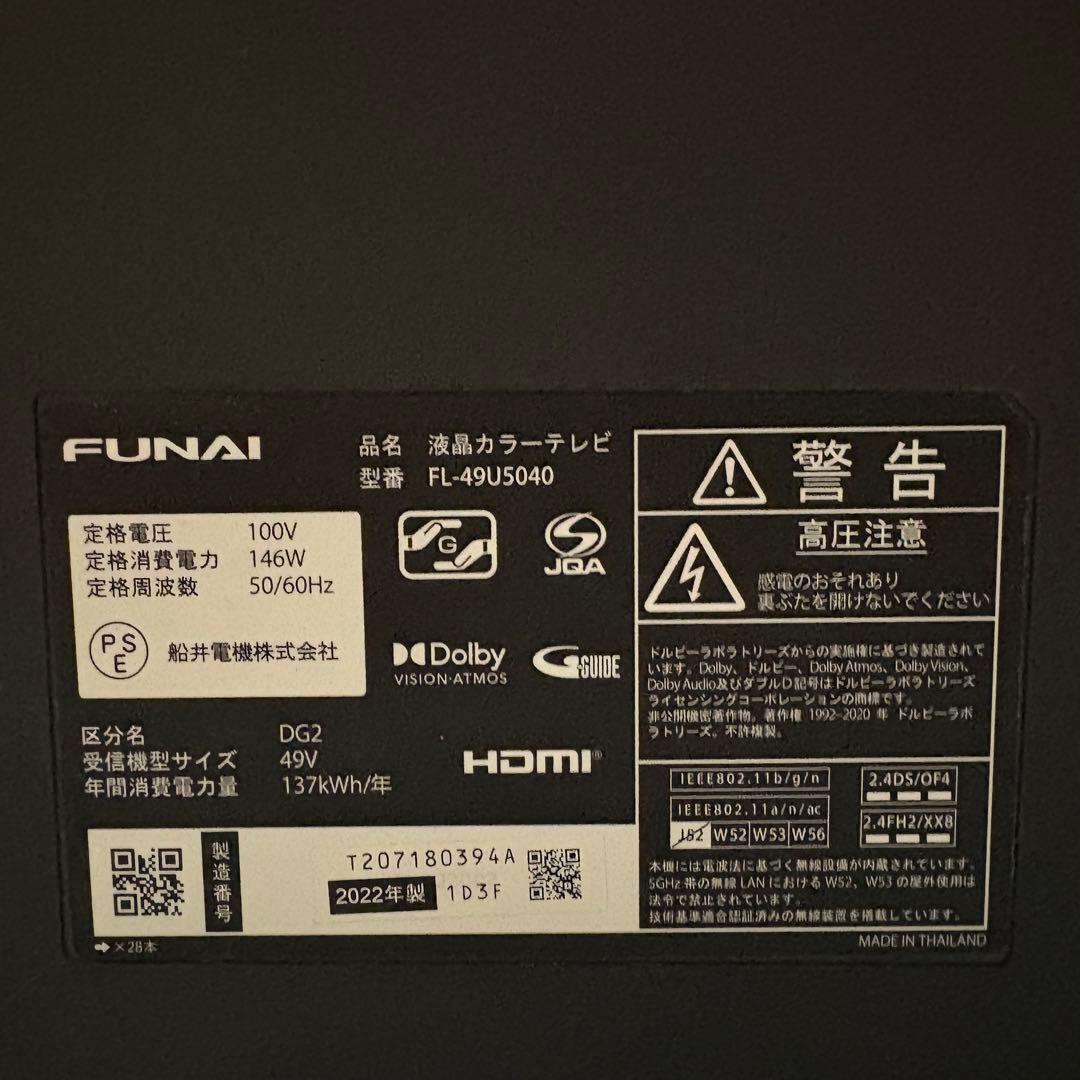 FUNAI
品名 液晶カラーテレビ
型番 FL-49U5040
定格電圧 100V
定格消費電力 146W
定格周波数 50/60Hz
PSE 船井電機株式会社
G
JQA
Dolby
VISION·ATMOS
G-GUIDE
HDMI®
区分名 DG2
受信機型サイズ 49V
年間消費電力量 137kWh/年
製造番号
T207180394A
2022年製 1D3F
➡×28本
警告
高圧注意
感電のおそれあり
裏ぶたを開けないでください
ドルビーラボラトリーズからの実施権に基づき製造されて
います。Dolby、ドルビー、Dolby Atmos、Dolby Vision、
Dolby Audio及びダブルD記号はドルビーラボラトリーズ
ライセンシングコーポレーションの商標です。
非公開機密著作物。著作権 1992-2020 年 ドルビーラボ
ラトリーズ。不許複製。
IEEE802.11b/g/n
IEEE802.11a/n/ac
J52 W52 W53 W56
2.4DS/OF4
2.4FH2/XX8
本機には電波法に基づく無線設備が内蔵されています。
5GHz 帯の無線 LAN における W52、W53 の屋外使用は
法令で禁止されています。
技術基準適合認証済みの無線装置を搭載しています。
MADE IN THAILAND